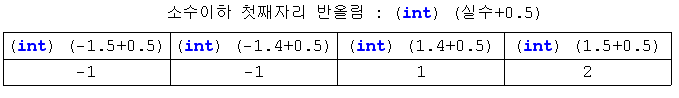 소수이하 첫째자리 반올림 : (int) (실수+0.5)
(int) (-1.5+0.5) (int) (-1.4+0.5) (int) (1.4+0.5) (int) (1.5+0.5)
-1 -1 1 2